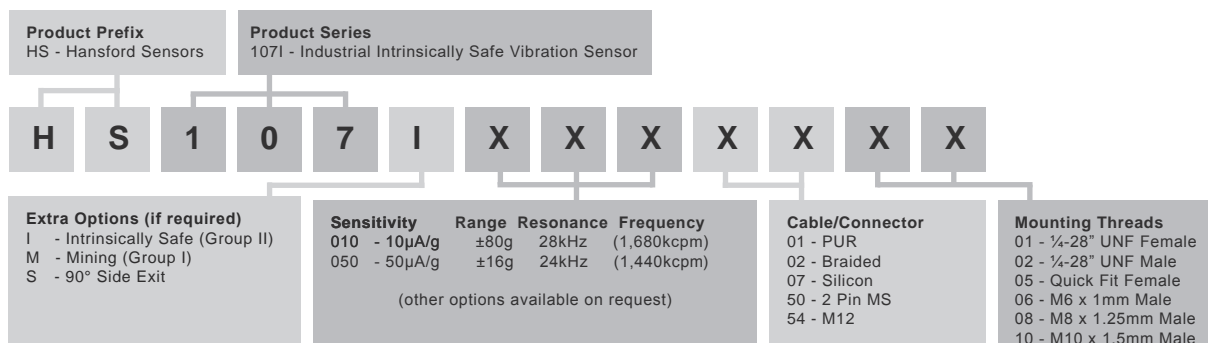 Product Prefix
HS - Hansford Sensors
Product Series
107I - Industrial Intrinsically Safe Vibration Sensor
H S 1 0 7 I X X X X X X X
Extra Options (if required)
I - Intrinsically Safe (Group II)
M - Mining (Group I)
S - 90° Side Exit
Sensitivity Range Resonance Frequency
010 - 10µA/g ±80g 28kHz (1,680kcpm)
050 - 50µA/g ±16g 24kHz (1,440kcpm)
(other options available on request)
Cable/Connector
01 - PUR
02 - Braided
07 - Silicon
50 - 2 Pin MS
54 - M12
Mounting Threads
01 - ¼-28” UNF Female
02 - ¼-28” UNF Male
05 - Quick Fit Female
06 - M6 x 1mm Male
08 - M8 x 1.25mm Male
10 - M10 x 1.5mm Male